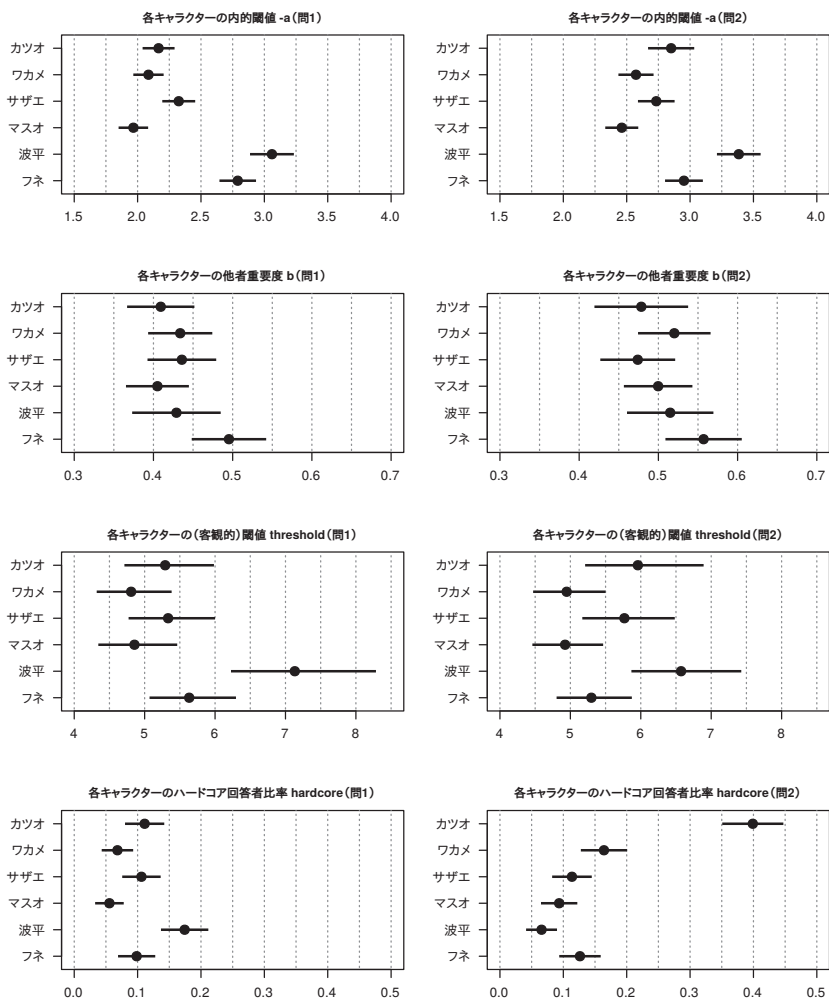 各キャラクターの内的閾値 -a（問1）
カツオ
ワカメ
サザエ
マスオ
波平
フネ
1.5 2.0 2.5 3.0 3.5 4.0
各キャラクターの内的閾値 -a（問2）
カツオ
ワカメ
サザエ
マスオ
波平
フネ
1.5 2.0 2.5 3.0 3.5 4.0
各キャラクターの他者重要度 b（問1）
カツオ
ワカメ
サザエ
マスオ
波平
フネ
0.3 0.4 0.5 0.6 0.7
各キャラクターの他者重要度 b（問2）
カツオ
ワカメ
サザエ
マスオ
波平
フネ
0.3 0.4 0.5 0.6 0.7
各キャラクターの（客観的）閾値 threshold（問1）
カツオ
ワカメ
サザエ
マスオ
波平
フネ
4 5 6 7 8
各キャラクターの（客観的）閾値 threshold（問2）
カツオ
ワカメ
サザエ
マスオ
波平
フネ
4 5 6 7 8
各キャラクターのハードコア回答者比率 hardcore（問1）
カツオ
ワカメ
サザエ
マスオ
波平
フネ
0.0 0.1 0.2 0.3 0.4 0.5
各キャラクターのハードコア回答者比率 hardcore（問2）
カツオ
ワカメ
サザエ
マスオ
波平
フネ
0.0 0.1 0.2 0.3 0.4 0.5